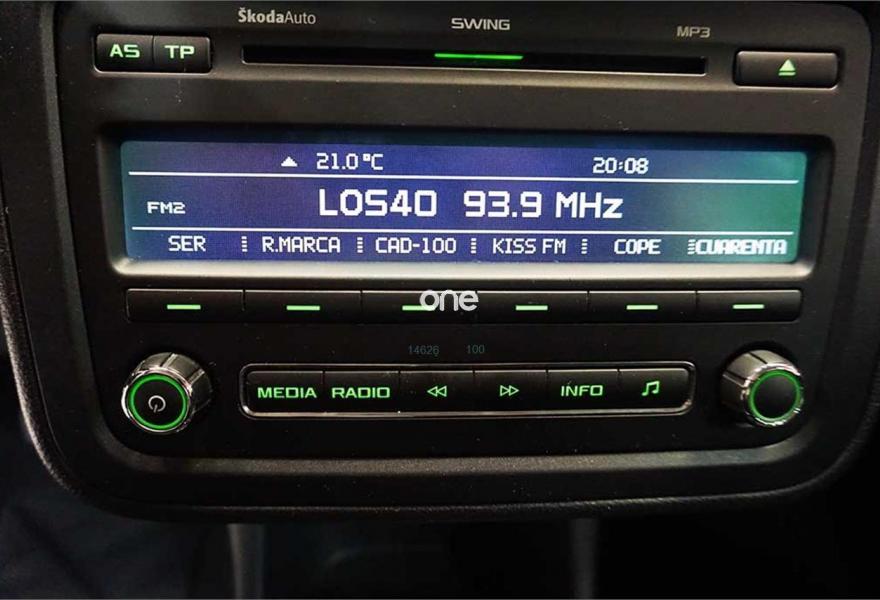 ŠkodaAuto SWING MP3
AS TP
21.0°C 20:08
FM2 LOS40 93.9 MHz
SER R.MARCA CAD-100 KISS FM COPE CUARENTA
one
14626 100
MEDIA RADIO INFO